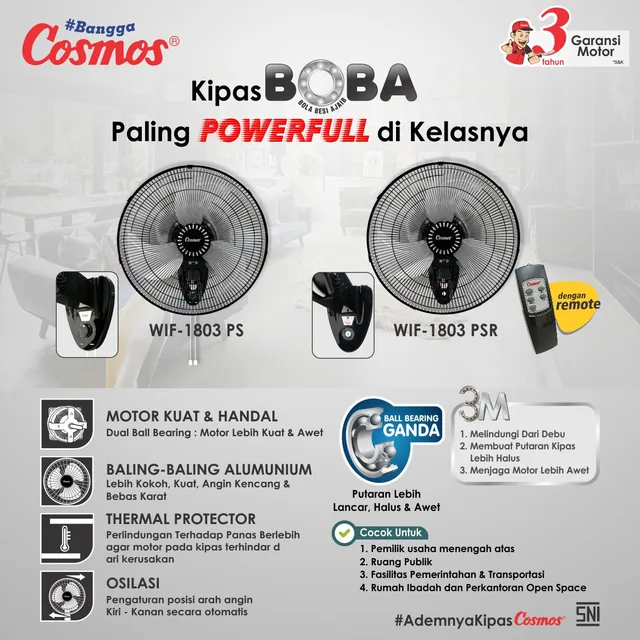 #Bangga
Cosmos®
3 tahun
Garansi
Motor
*S&K
Kipas BOBA
BOLA BESI AJAIB
Paling POWERFULL di Kelasnya
Cosmos
Cosmos
Cosmos
dengan
remote
WIF-1803 PS
WIF-1803 PSR
MOTOR KUAT & HANDAL
Dual Ball Bearing : Motor Lebih Kuat & Awet
BALING-BALING ALUMUNIUM
Lebih Kokoh, Kuat, Angin Kencang &
Bebas Karat
THERMAL PROTECTOR
Perlindungan Terhadap Panas Berlebih
agar motor pada kipas terhindar d
ari kerusakan
OSILASI
Pengaturan posisi arah angin
Kiri - Kanan secara otomatis
BALL BEARING
GANDA
Putaran Lebih
Lancar, Halus & Awet
3M
1. Melindungi Dari Debu
2. Membuat Putaran Kipas
Lebih Halus
3. Menjaga Motor Lebih Awet
Cocok Untuk
1. Pemilik usaha menengah atas
2. Ruang Publik
3. Fasilitas Pemerintahan & Transportasi
4. Rumah Ibadah dan Perkantoran Open Space
#AdemnyaKipas Cosmos®
SNI